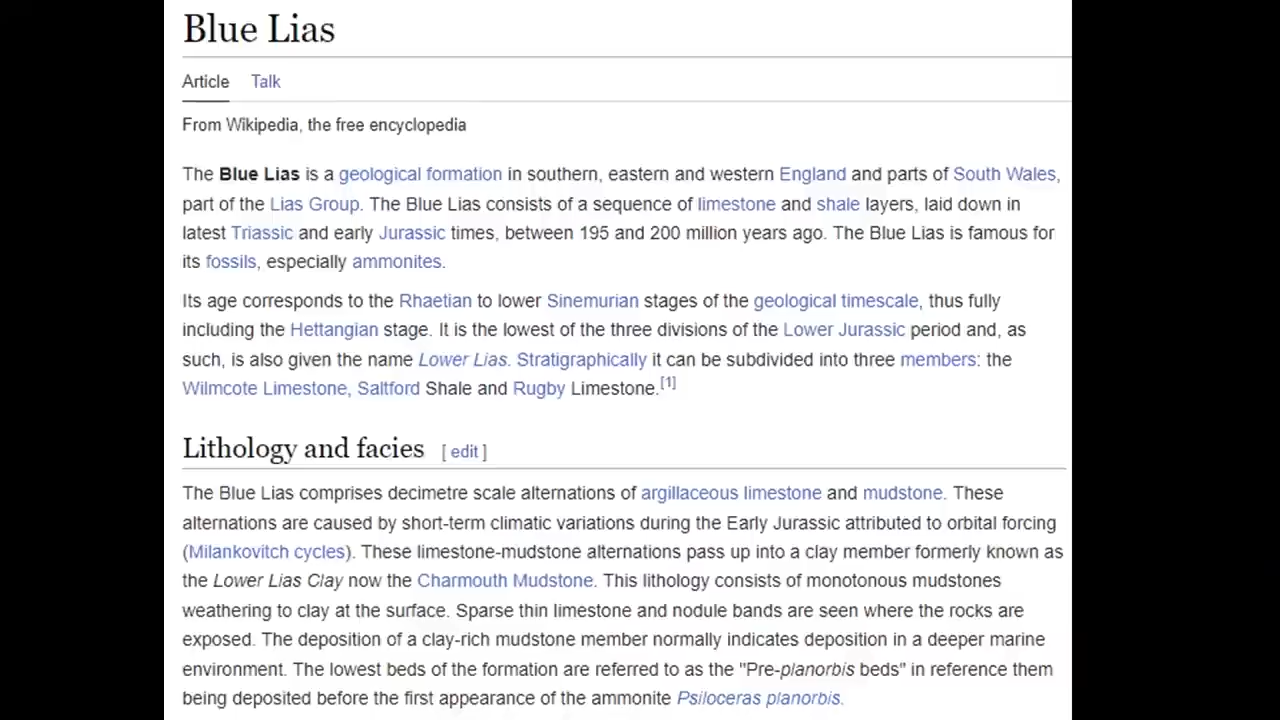 Blue Lias
Article Talk
From Wikipedia, the free encyclopedia
The Blue Lias is a geological formation in southern, eastern and western England and parts of South Wales,
part of the Lias Group. The Blue Lias consists of a sequence of limestone and shale layers, laid down in
latest Triassic and early Jurassic times, between 195 and 200 million years ago. The Blue Lias is famous for
its fossils, especially ammonites.
Its age corresponds to the Rhaetian to lower Sinemurian stages of the geological timescale, thus fully
including the Hettangian stage. It is the lowest of the three divisions of the Lower Jurassic period and, as
such, is also given the name Lower Lias. Stratigraphically it can be subdivided into three members: the
Wilmcote Limestone, Saltford Shale and Rugby Limestone.[1]
Lithology and facies [ edit ]
The Blue Lias comprises decimetre scale alternations of argillaceous limestone and mudstone. These
alternations are caused by short-term climatic variations during the Early Jurassic attributed to orbital forcing
(Milankovitch cycles). These limestone-mudstone alternations pass up into a clay member formerly known as
the Lower Lias Clay now the Charmouth Mudstone. This lithology consists of monotonous mudstones
weathering to clay at the surface. Sparse thin limestone and nodule bands are seen where the rocks are
exposed. The deposition of a clay-rich mudstone member normally indicates deposition in a deeper marine
environment. The lowest beds of the formation are referred to as the "Pre-planorbis beds" in reference them
being deposited before the first appearance of the ammonite Psiloceras planorbis.